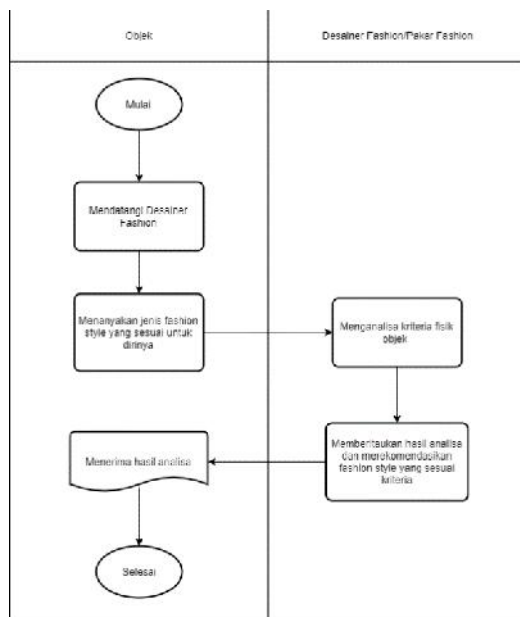 Objek
Desainer Fashion/Pakar Fashion
Mulai
Mendatangi Desainer
Fashion
Menanyakan jenis fashion
style yang sesuai untuk
dirinya
Menganalisa kriteria fisik
objek
Memberitaukan hasil analisa
dan merekomendasikan
fashion style yang sesuai
kriteria
Menerima hasil analisa
Selesai